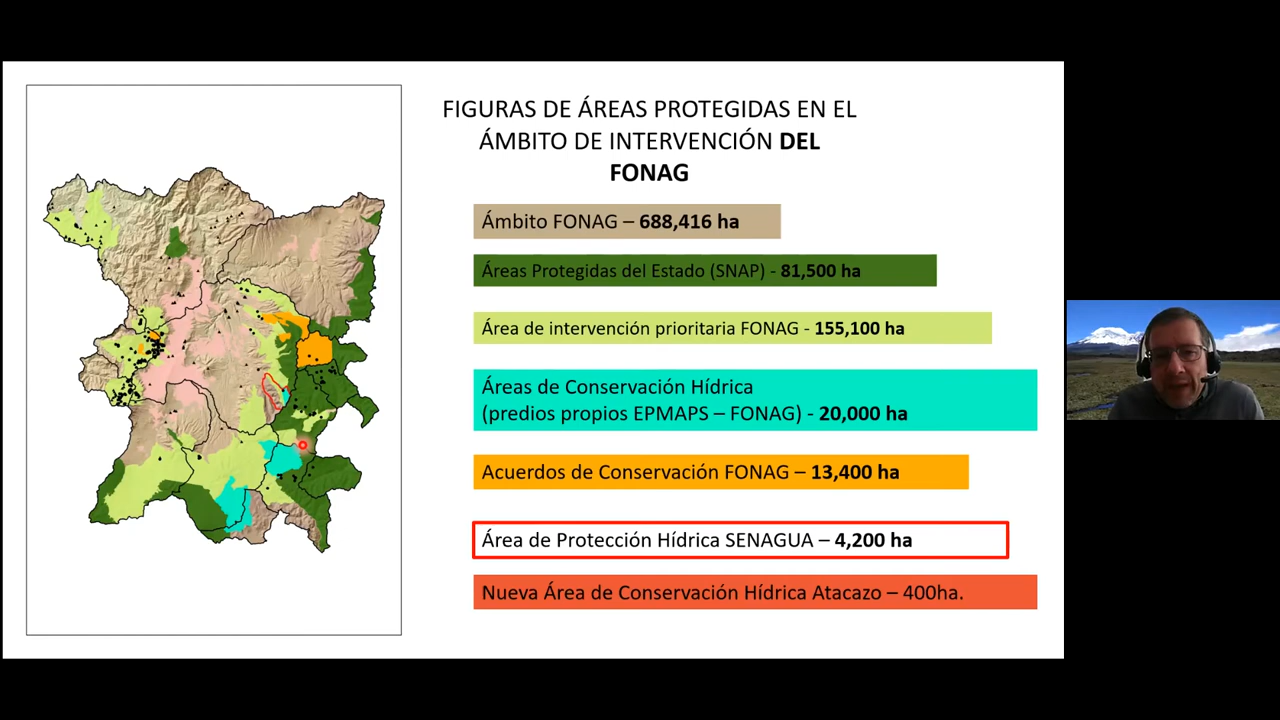 FIGURAS DE ÁREAS PROTEGIDAS EN EL
ÁMBITO DE INTERVENCIÓN DEL
FONAG
Ámbito FONAG – 688,416 ha
Áreas Protegidas del Estado (SNAP) - 81,500 ha
Área de intervención prioritaria FONAG - 155,100 ha
Áreas de Conservación Hídrica
(predios propios EPMAPS – FONAG) - 20,000 ha
Acuerdos de Conservación FONAG – 13,400 ha
Área de Protección Hídrica SENAGUA – 4,200 ha
Nueva Área de Conservación Hídrica Atacazo – 400ha.